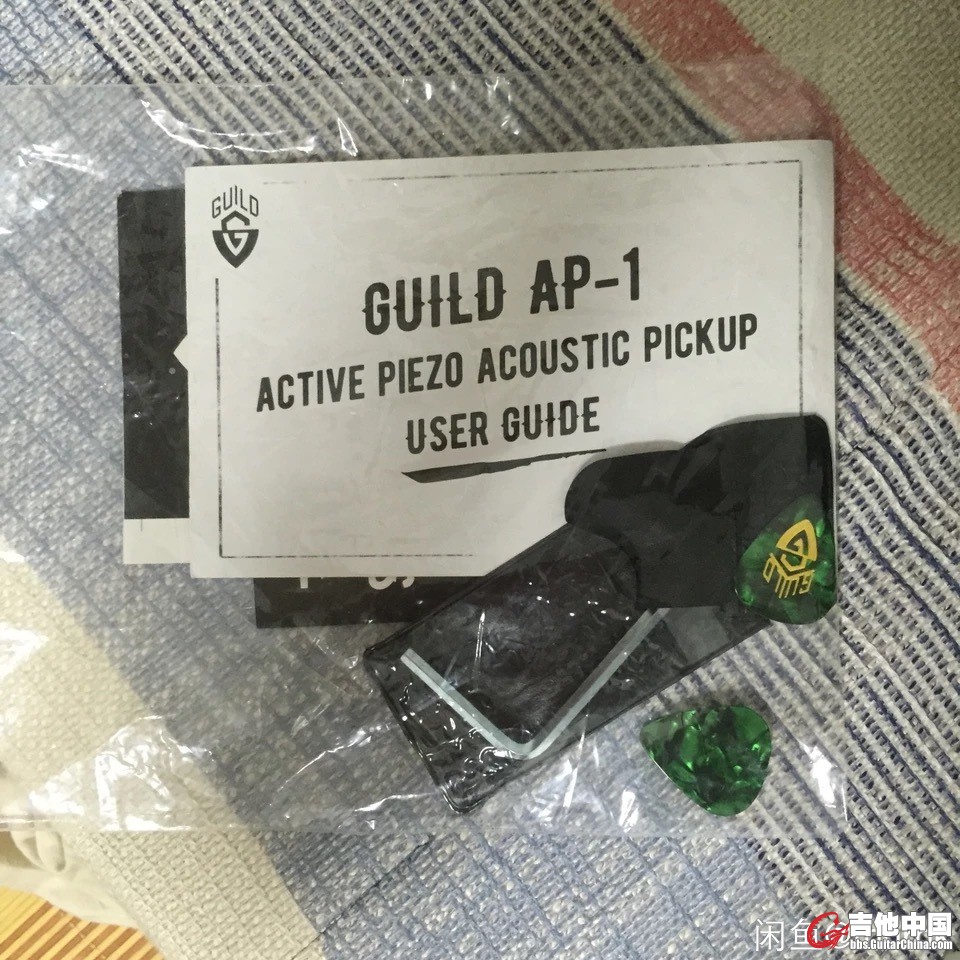 GUILD
G
GUILD AP-1
ACTIVE PIEZO ACOUSTIC PICKUP
USER GUIDE
G
GUILD
闲鱼
吉他中国
bbs.GuitarChina.com